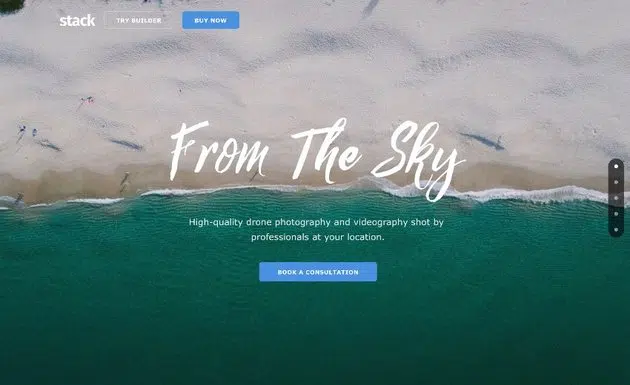 stack
TRY BUILDER
BUY NOW
From The Sky
High-quality drone photography and videography shot by
professionals at your location.
BOOK A CONSULTATION